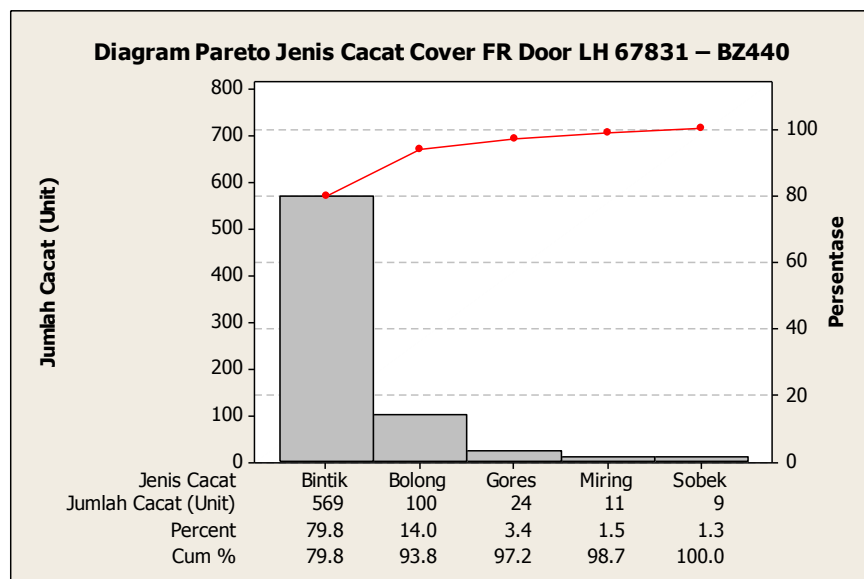 Diagram Pareto Jenis Cacat Cover FR Door LH 67831 – BZ440
800
700
600
500
400
300
200
100
0
Jumlah Cacat (Unit)
100
80
60
40
20
0
Persentase
Jenis Cacat Bintik Bolong Gores Miring Sobek
Jumlah Cacat (Unit) 569 100 24 11 9
Percent 79.8 14.0 3.4 1.5 1.3
Cum % 79.8 93.8 97.2 98.7 100.0